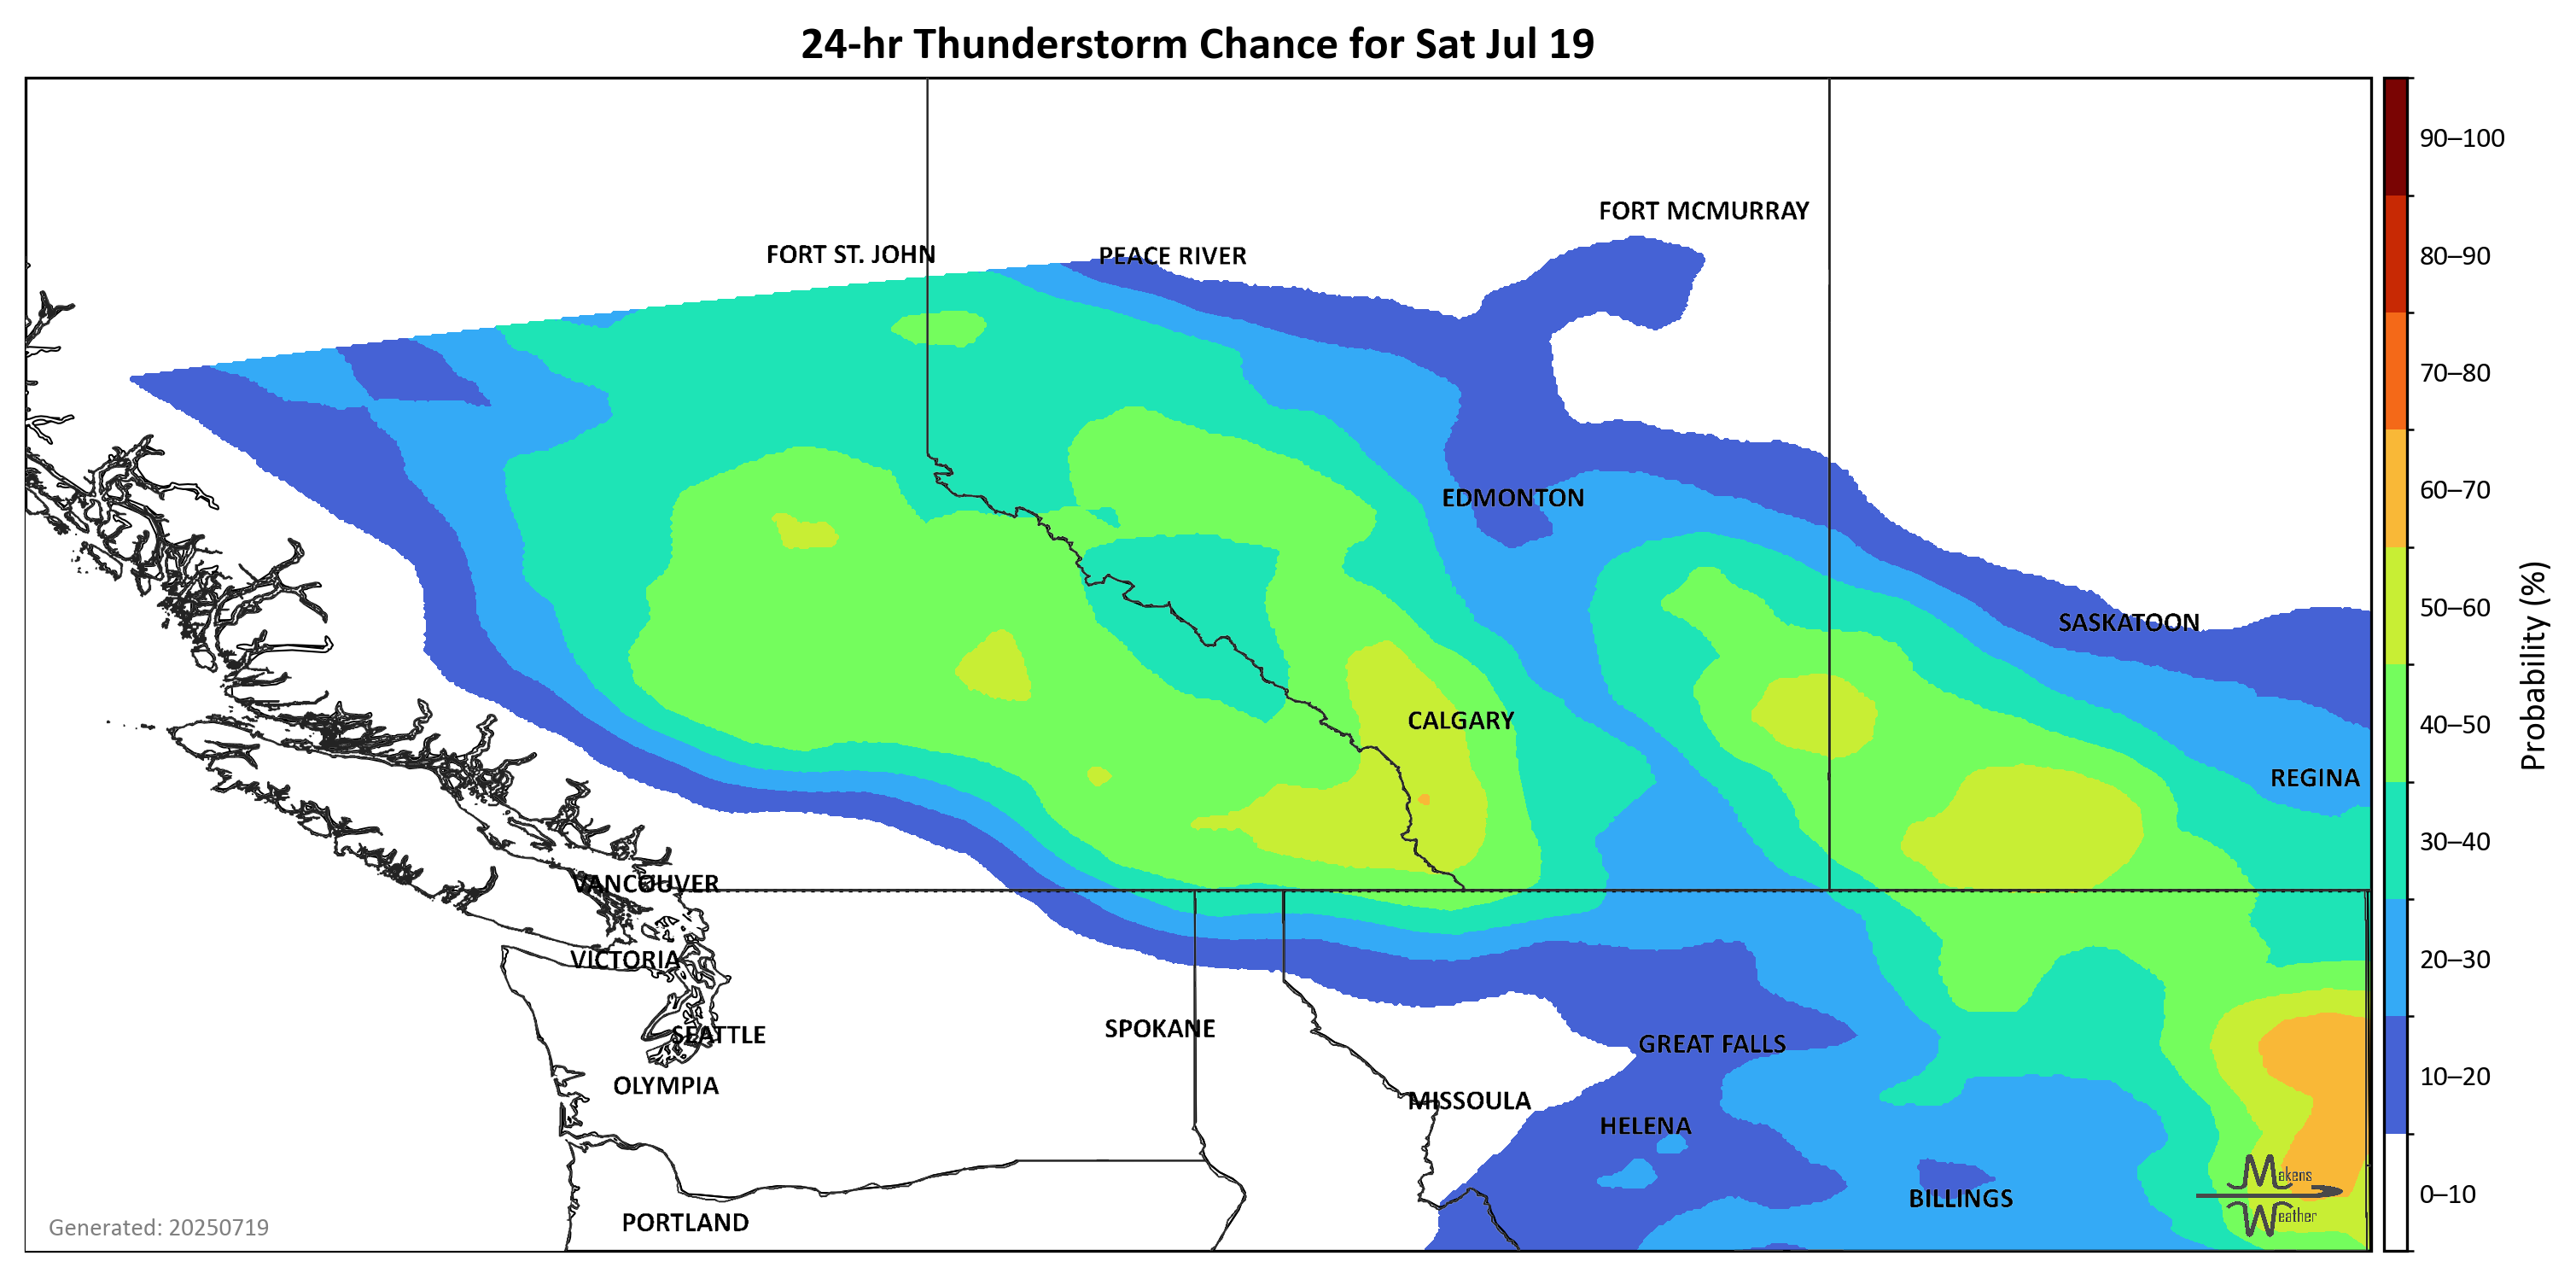 24-hr Thunderstorm Chance for Sat Jul 19
FORT MCMURRAY
FORT ST. JOHN
PEACE RIVER
EDMONTON
SASKATOON
CALGARY
REGINA
VANCOUVER
VICTORIA
SEATTLE
SPOKANE
GREAT FALLS
OLYMPIA
MISSOULA
HELENA
BILLINGS
PORTLAND
Makens
Weather
Generated: 20250719
90–100
80–90
70–80
60–70
50–60
40–50
30–40
20–30
10–20
0–10
Probability (%)